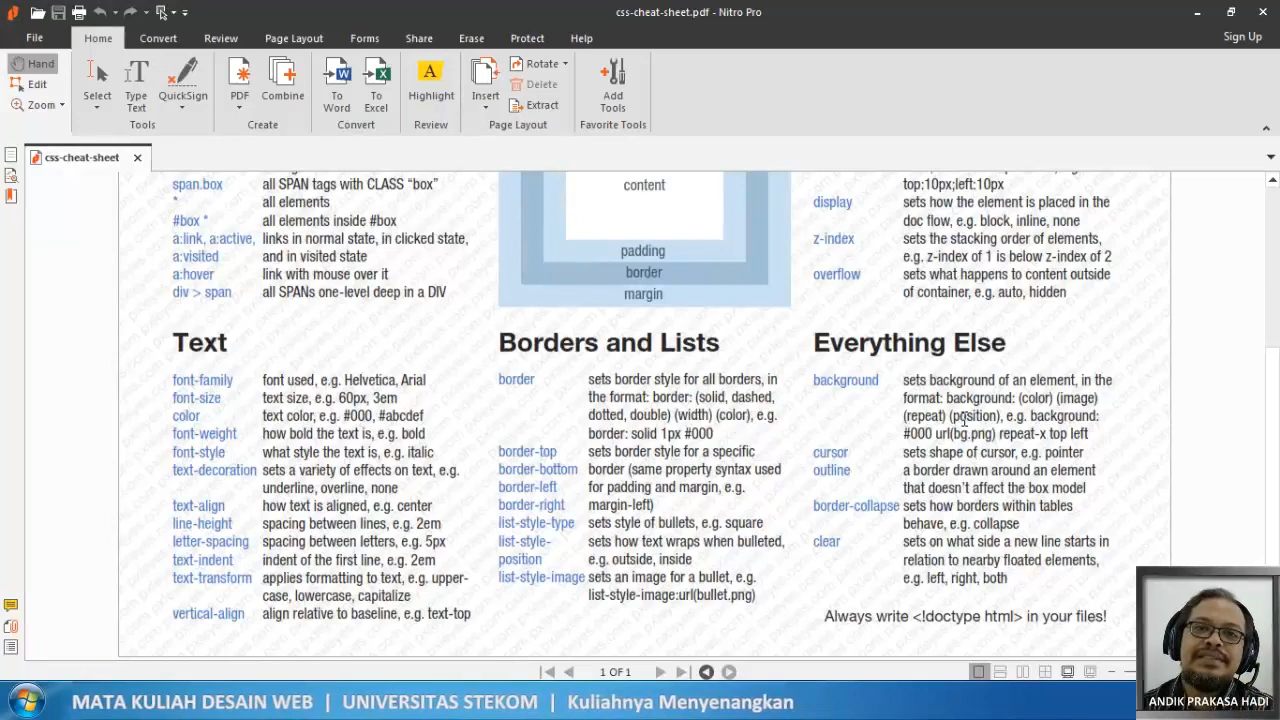 css-cheat-sheet.pdf - Nitro Pro
File
Home
Convert
Review
Page Layout
Forms
Share
Erase
Protect
Help
Sign Up
Hand
Edit
Zoom
Select
Type
Text
QuickSign
Tools
PDF
Combine
Create
To
Word
To
Excel
Convert
Highlight
Review
Insert
Rotate
Delete
Extract
Page Layout
Add
Tools
Favorite Tools
css-cheat-sheet
span.box all SPAN tags with CLASS “box”
* all elements
#box * all elements inside #box
a:link, a:active, links in normal state, in clicked state,
a:visited and in visited state
a:hover link with mouse over it
div > span all SPANs one-level deep in a DIV
content
padding
border
margin
top:10px;left:10px
display sets how the element is placed in the
doc flow, e.g. block, inline, none
z-index sets the stacking order of elements,
e.g. z-index of 1 is below z-index of 2
overflow sets what happens to content outside
of container, e.g. auto, hidden
Text
font-family font used, e.g. Helvetica, Arial
font-size text size, e.g. 60px, 3em
color text color, e.g. #000, #abcdef
font-weight how bold the text is, e.g. bold
font-style what style the text is, e.g. italic
text-decoration sets a variety of effects on text, e.g.
underline, overline, none
text-align how text is aligned, e.g. center
line-height spacing between lines, e.g. 2em
letter-spacing spacing between letters, e.g. 5px
text-indent indent of the first line, e.g. 2em
text-transform applies formatting to text, e.g. upper-
case, lowercase, capitalize
vertical-align align relative to baseline, e.g. text-top
Borders and Lists
border sets border style for all borders, in
the format: border: (solid, dashed,
dotted, double) (width) (color), e.g.
border: solid 1px #000
border-top sets border style for a specific
border-bottom border (same property syntax used
border-left for padding and margin, e.g.
border-right margin-left)
list-style-type sets style of bullets, e.g. square
list-style- sets how text wraps when bulleted,
position e.g. outside, inside
list-style-image sets an image for a bullet, e.g.
list-style-image:url(bullet.png)
Everything Else
background sets background of an element, in the
format: background: (color) (image)
(repeat) (position), e.g. background:
#000 url(bg.png) repeat-x top left
cursor sets shape of cursor, e.g. pointer
outline a border drawn around an element
that doesn’t affect the box model
border-collapse sets how borders within tables
behave, e.g. collapse
clear sets on what side a new line starts in
relation to nearby floated elements,
e.g. left, right, both
Always write <!doctype html> in your files!
1 OF 1
MATA KULIAH DESAIN WEB | UNIVERSITAS STEKOM | Kuliahnya Menyenangkan
ANDIK PRAKASA HADI